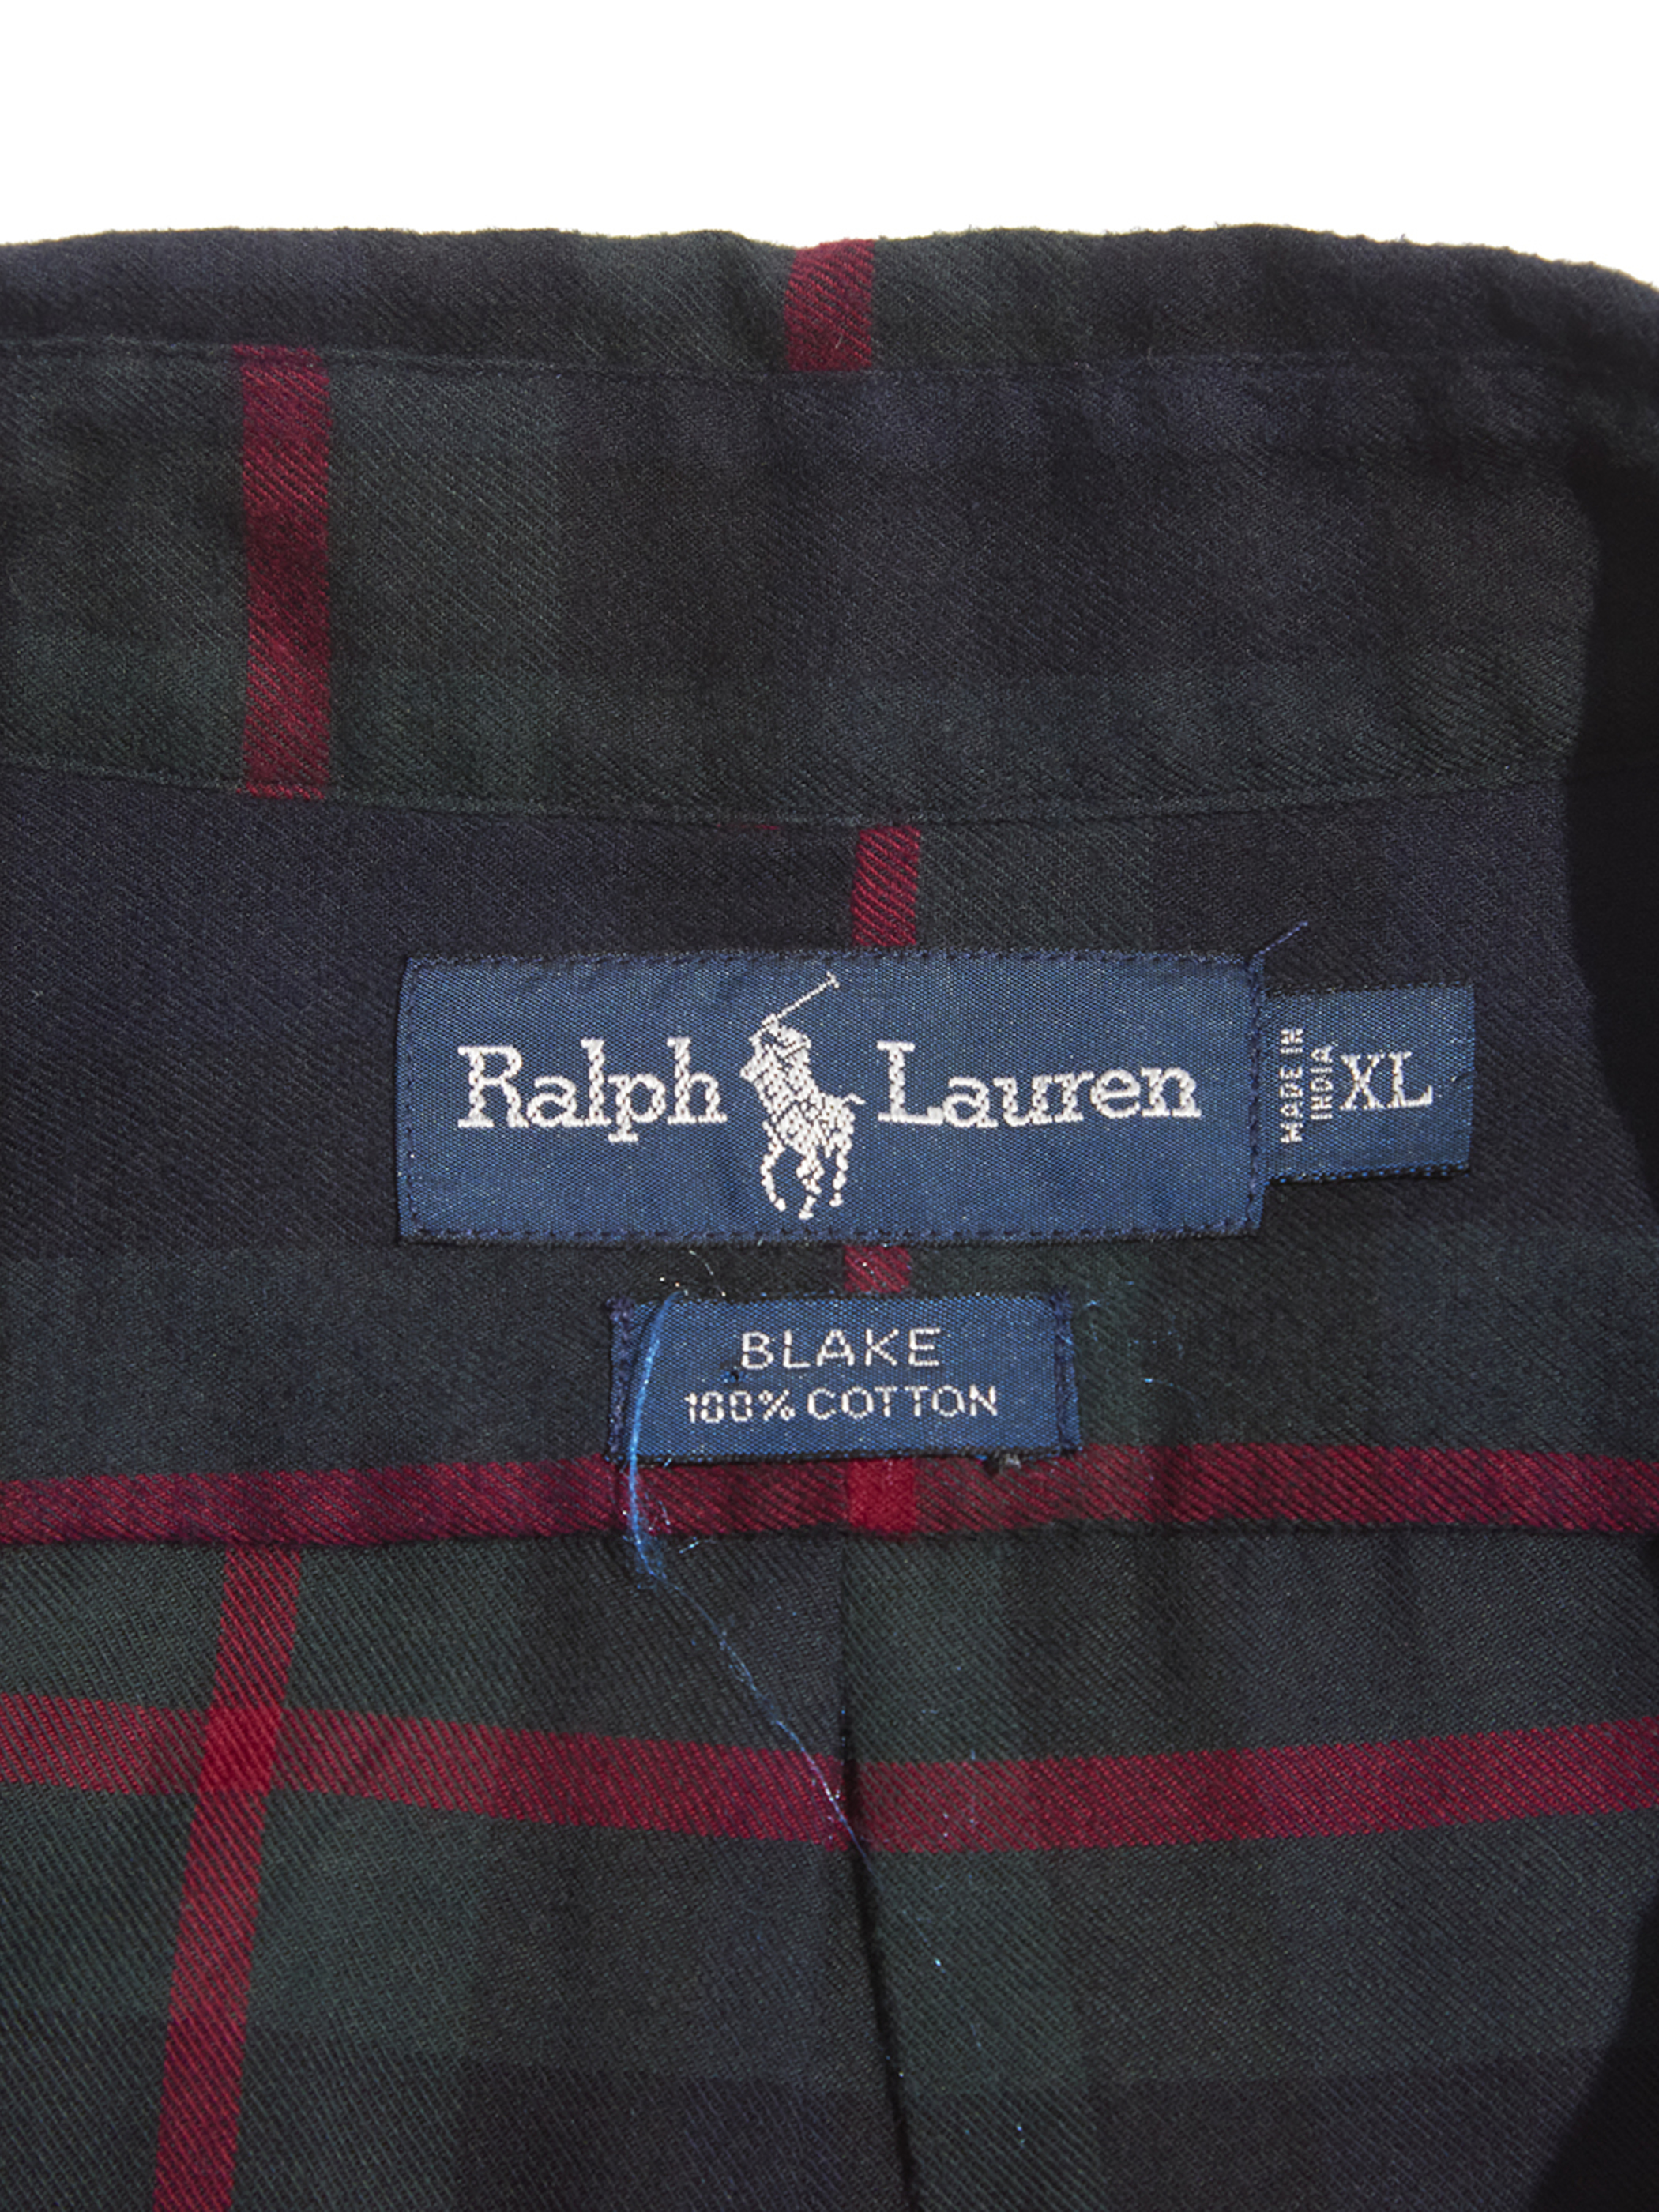 Ralph Lauren
MADE IN
INDIA
XL
BLAKE
100% COTTON